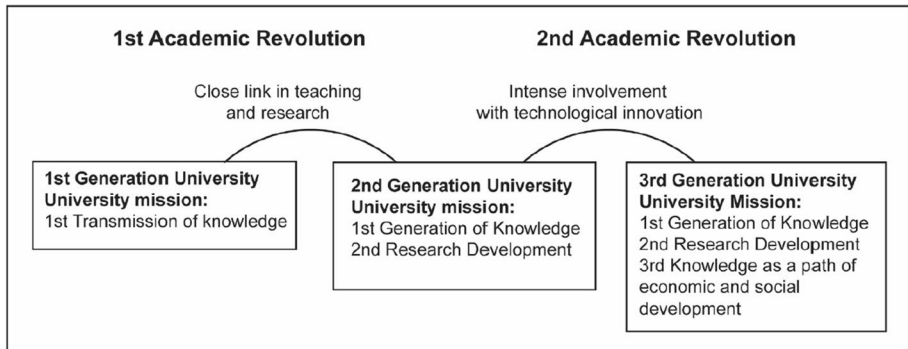 1st Academic Revolution
2nd Academic Revolution
Close link in teaching
and research
Intense involvement
with technological innovation
1st Generation University
University mission:
1st Transmission of knowledge
2nd Generation University
University mission:
1st Generation of Knowledge
2nd Research Development
3rd Generation University
University Mission:
1st Generation of Knowledge
2nd Research Development
3rd Knowledge as a path of
economic and social
development